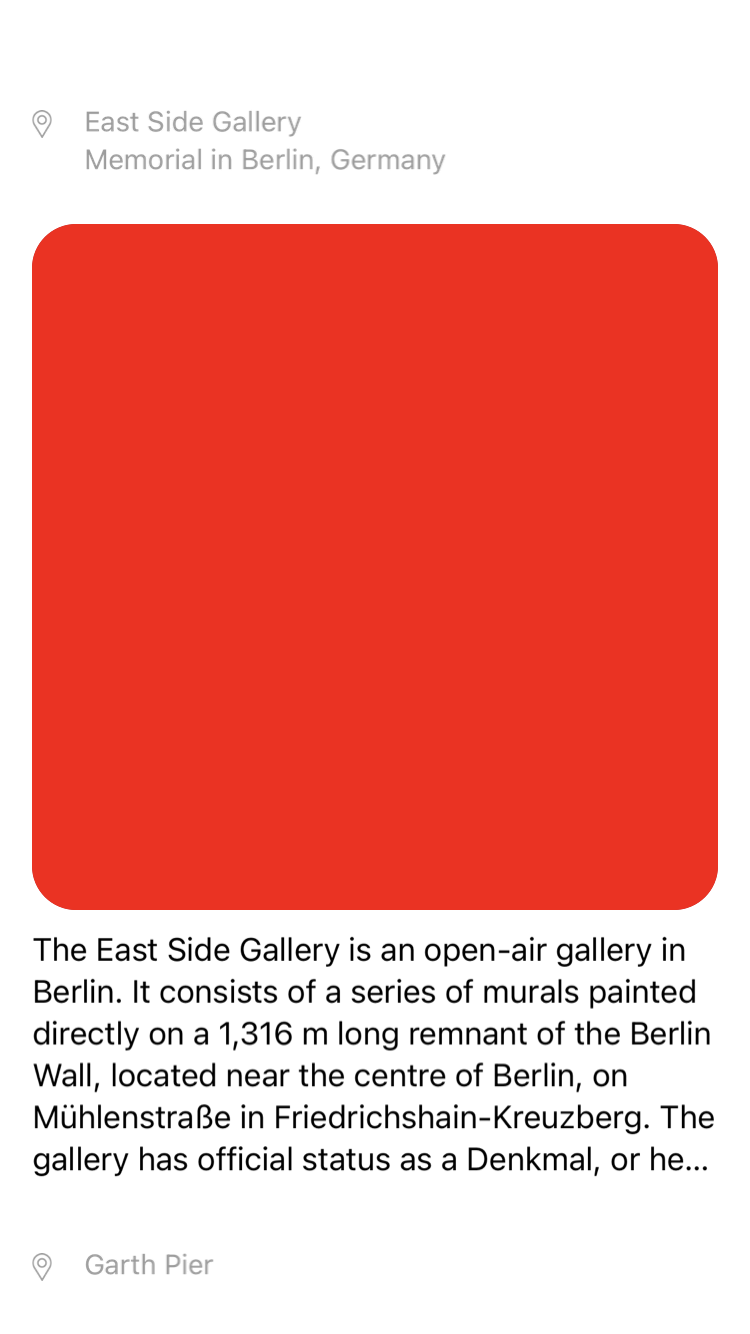 East Side Gallery
Memorial in Berlin, Germany
The East Side Gallery is an open-air gallery in
Berlin. It consists of a series of murals painted
directly on a 1,316 m long remnant of the Berlin
Wall, located near the centre of Berlin, on
Mühlenstraße in Friedrichshain-Kreuzberg. The
gallery has official status as a Denkmal, or he...
Garth Pier